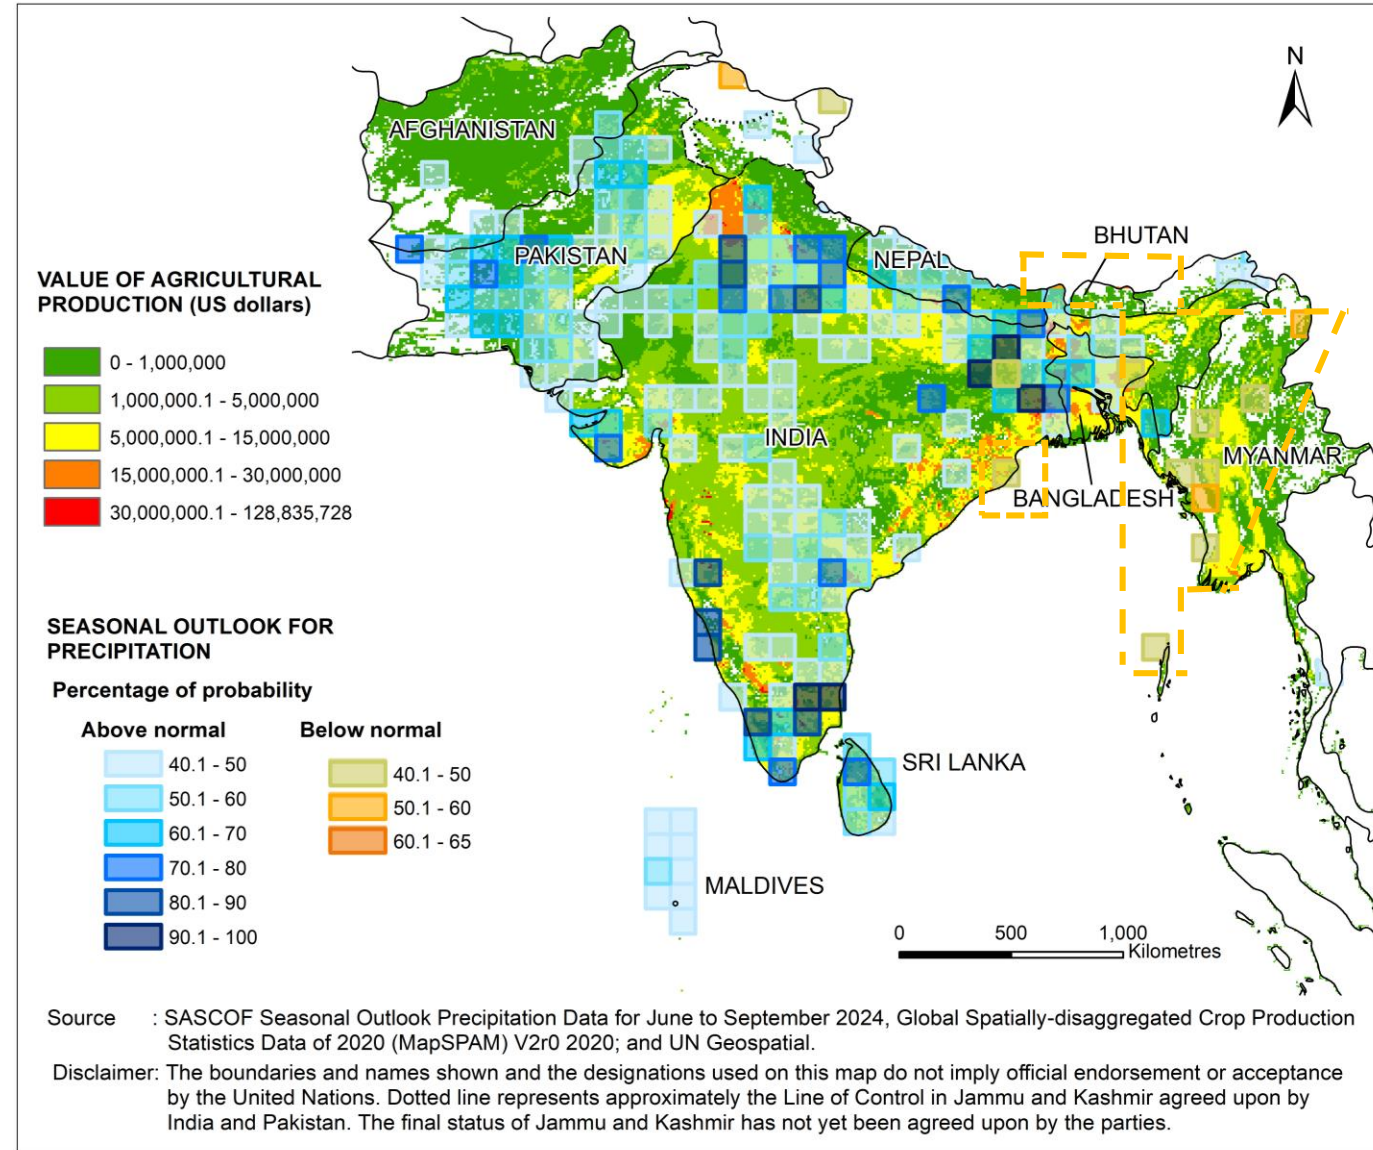 N
AFGHANISTAN
BHUTAN
PAKISTAN
NEPAL
INDIA
MYANMAR
BANGLADESH
SRI LANKA
MALDIVES
VALUE OF AGRICULTURAL
PRODUCTION (US dollars)
0 - 1,000,000
1,000,000.1 - 5,000,000
5,000,000.1 - 15,000,000
15,000,000.1 - 30,000,000
30,000,000.1 - 128,835,728
SEASONAL OUTLOOK FOR
PRECIPITATION
Percentage of probability
Above normal
40.1 - 50
50.1 - 60
60.1 - 70
70.1 - 80
80.1 - 90
90.1 - 100
Below normal
40.1 - 50
50.1 - 60
60.1 - 65
0 500 1,000
Kilometres
Source : SASCOF Seasonal Outlook Precipitation Data for June to September 2024, Global Spatially-disaggregated Crop Production
Statistics Data of 2020 (MapSPAM) V2r0 2020; and UN Geospatial.
Disclaimer: The boundaries and names shown and the designations used on this map do not imply official endorsement or acceptance
by the United Nations. Dotted line represents approximately the Line of Control in Jammu and Kashmir agreed upon by
India and Pakistan. The final status of Jammu and Kashmir has not yet been agreed upon by the parties.